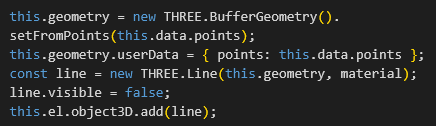 this.geometry = new THREE.BufferGeometry().
setFromPoints(this.data.points);
this.geometry.userData = { points: this.data.points };
const line = new THREE.Line(this.geometry, material);
line.visible = false;
this.el.object3D.add(line);